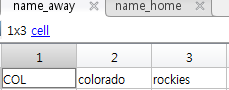 name_away name_home
1x3 cell
1 2 3
COL colorado rockies